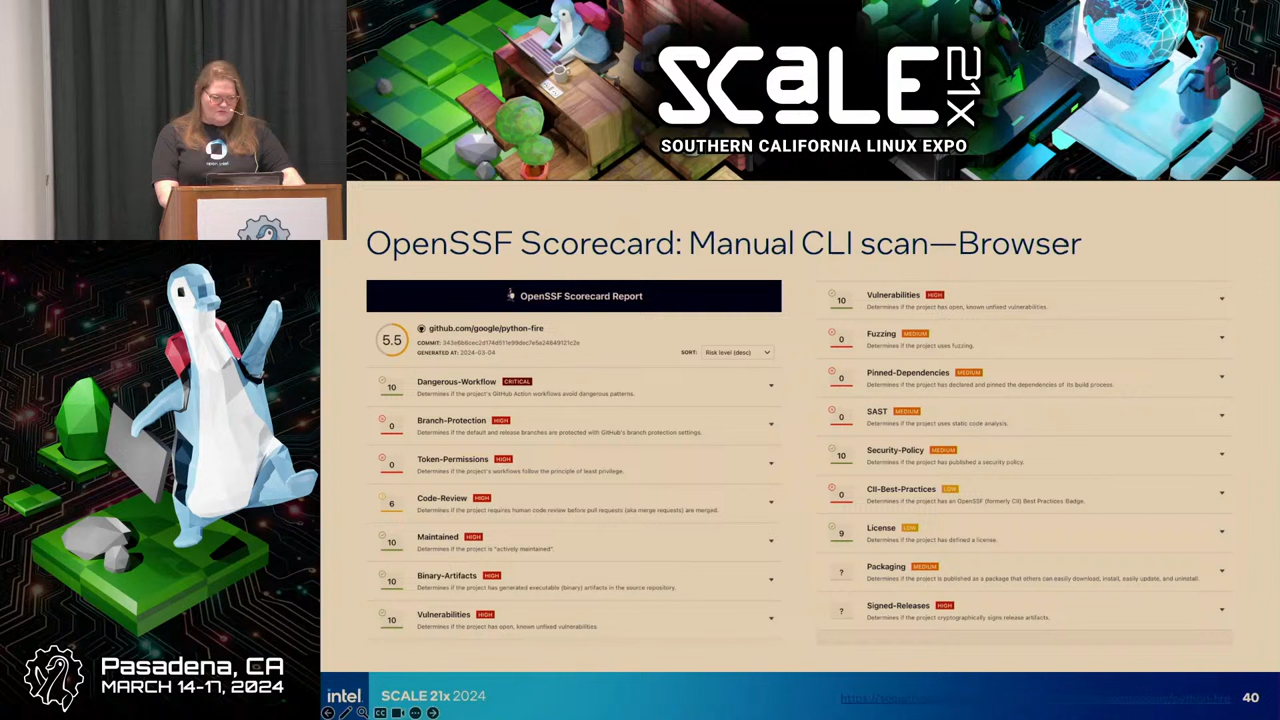 SCALE 21X
SOUTHERN CALIFORNIA LINUX EXPO
OpenSSF Scorecard: Manual CLI scan—Browser
OpenSSF Scorecard Report
5.5
github.com/google/python-fire
GENERATED AT: 2024-03-04
SORT: Risk level (desc)
10 Dangerous-Workflow CRITICAL
Determines if the project's GitHub Action workflows avoid dangerous patterns.
0 Branch-Protection HIGH
Determines if the default and release branches are protected with GitHub's branch protection settings.
0 Token-Permissions HIGH
Determines if the project's workflows follow the principle of least privilege.
6 Code-Review HIGH
Determines if the project requires human code review before pull requests (aka merge requests) are merged.
10 Maintained HIGH
Determines if the project is "actively maintained".
10 Binary-Artifacts HIGH
Determines if the project has generated executable (binary) artifacts in the source repository.
10 Vulnerabilities HIGH
Determines if the project has open, known unfixed vulnerabilities.
10 Vulnerabilities HIGH
Determines if the project has open, known unfixed vulnerabilities.
0 Fuzzing MEDIUM
Determines if the project uses fuzzing.
0 Pinned-Dependencies MEDIUM
Determines if the project has declared and pinned the dependencies of its build process.
0 SAST MEDIUM
Determines if the project uses static code analysis.
10 Security-Policy MEDIUM
Determines if the project has published a security policy.
0 CII-Best-Practices LOW
Determines if the project has an OpenSSF (formerly CII) Best Practices Badge.
9 License LOW
Determines if the project has defined a license.
? Packaging MEDIUM
Determines if the project is published as a package that others can easily download, install, easily update, and uninstall.
? Signed-Releases HIGH
Determines if the project cryptographically signs release artifacts.
Pasadena, CA
MARCH 14-17, 2024
intel
SCALE 21x 2024
CC
40